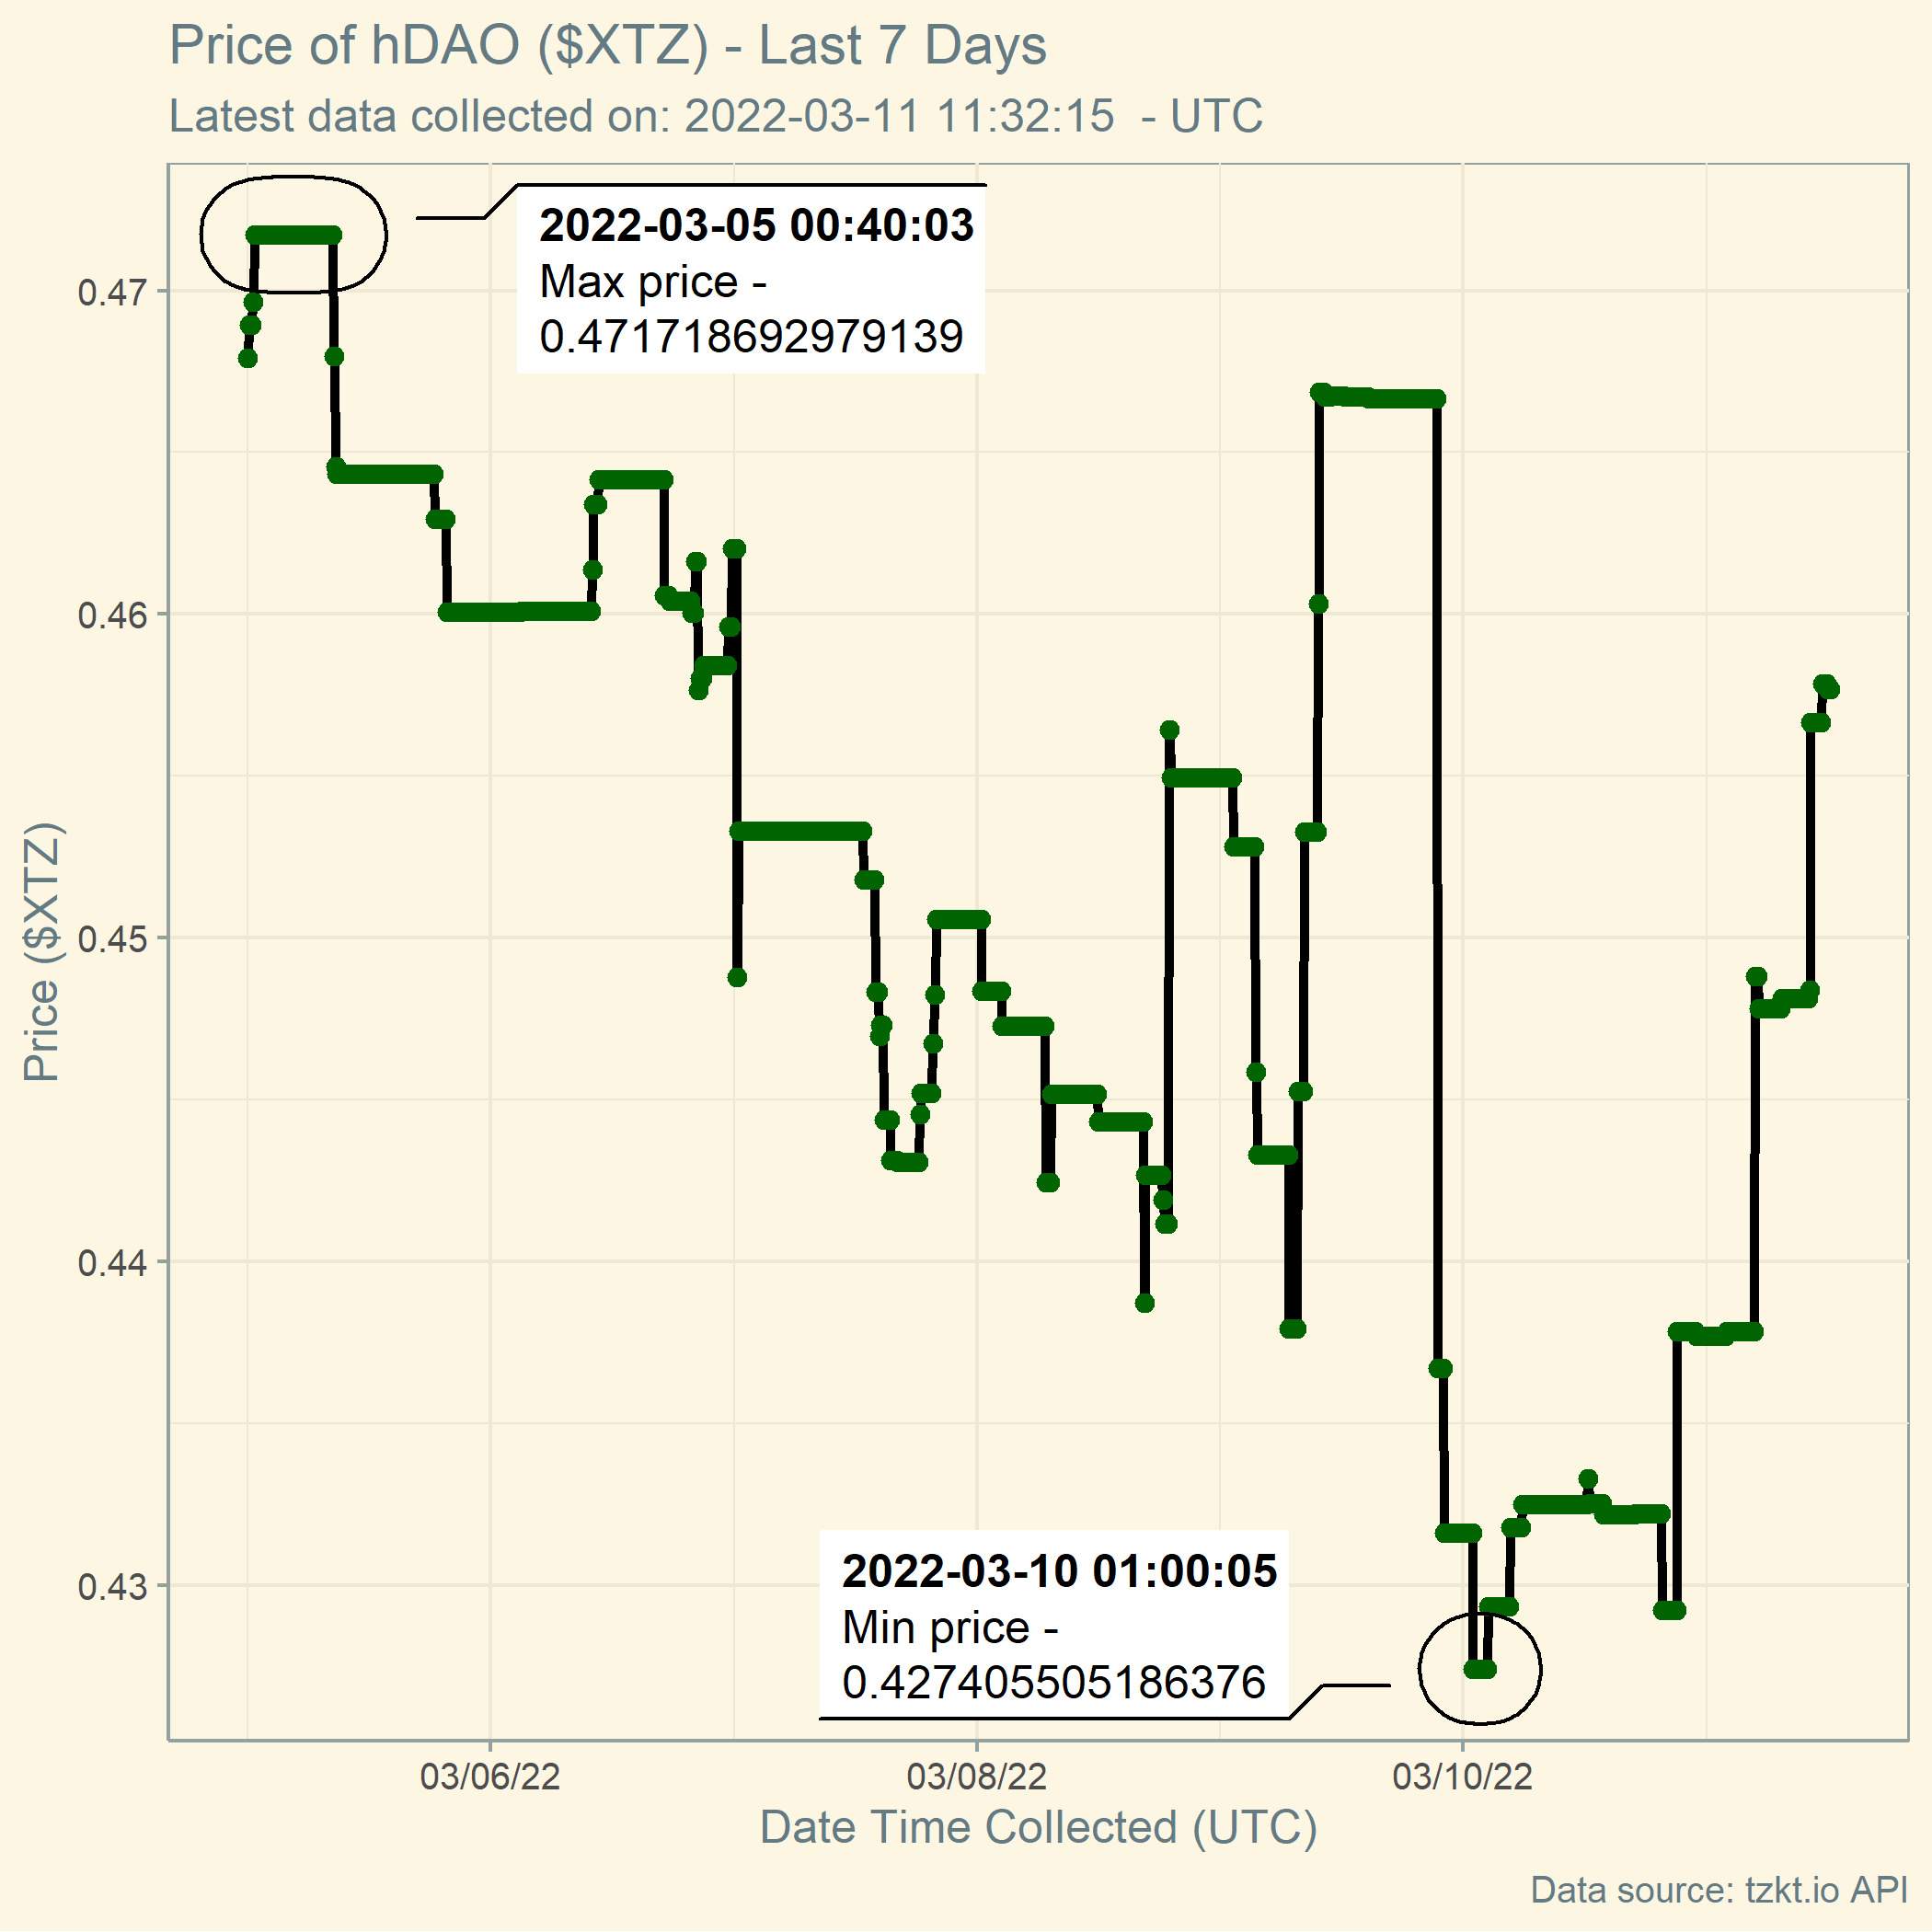 Price of hDAO ($XTZ) - Last 7 Days
Latest data collected on: 2022-03-11 11:32:15  - UTC
2022-03-05 00:40:03
Max price -
0.471718692979139
0.47
0.46
0.45
0.44
0.43
Price ($XTZ)
2022-03-10 01:00:05
Min price -
0.427405505186376
03/06/22
03/08/22
03/10/22
Date Time Collected (UTC)
Data source: tzkt.io API